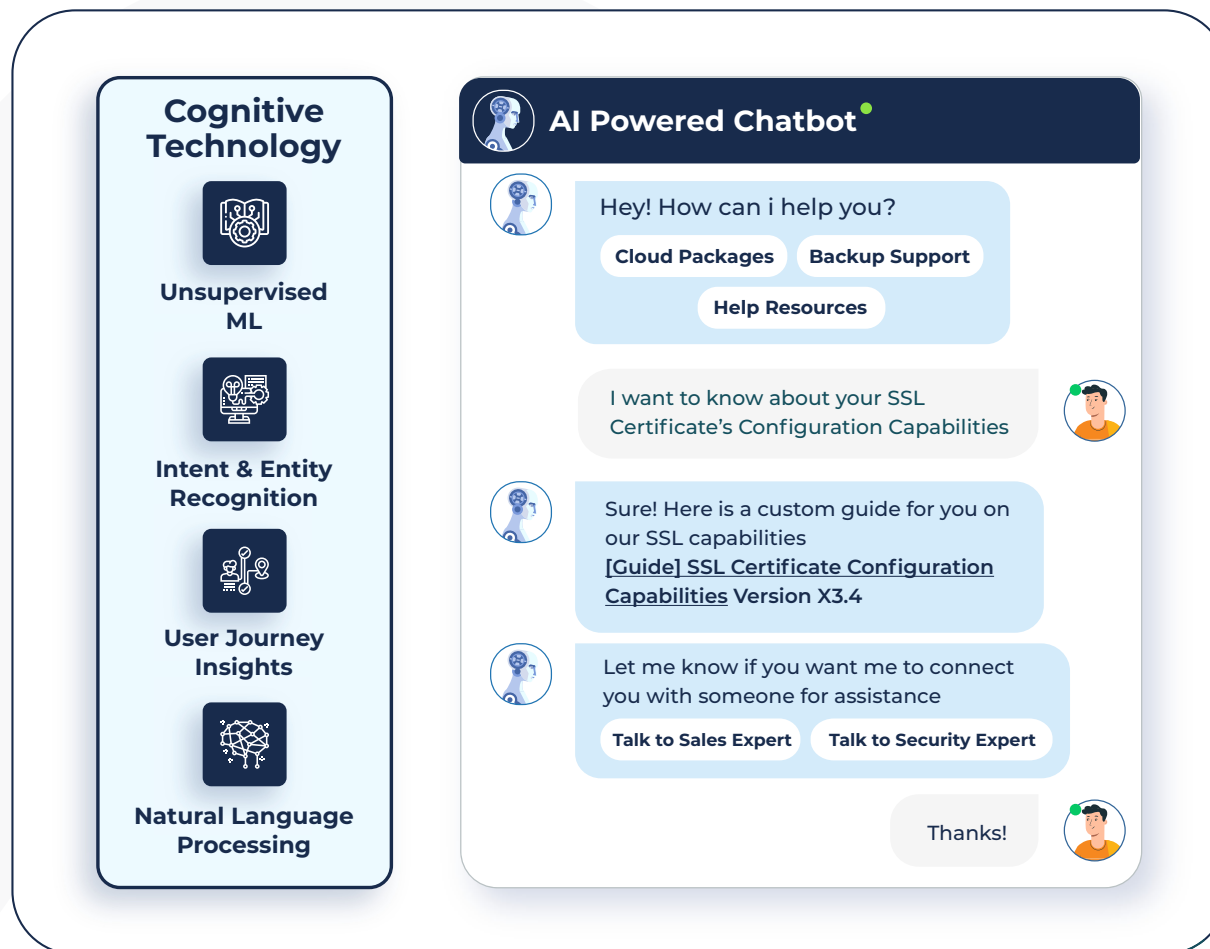 Cognitive
Technology
Unsupervised
ML
Intent & Entity
Recognition
User Journey
Insights
Natural Language
Processing
AI Powered Chatbot
Hey! How can i help you?
Cloud Packages
Backup Support
Help Resources
I want to know about your SSL
Certificate’s Configuration Capabilities
Sure! Here is a custom guide for you on
our SSL capabilities
[Guide] SSL Certificate Configuration
Capabilities Version X3.4
Let me know if you want me to connect
you with someone for assistance
Talk to Sales Expert
Talk to Security Expert
Thanks!